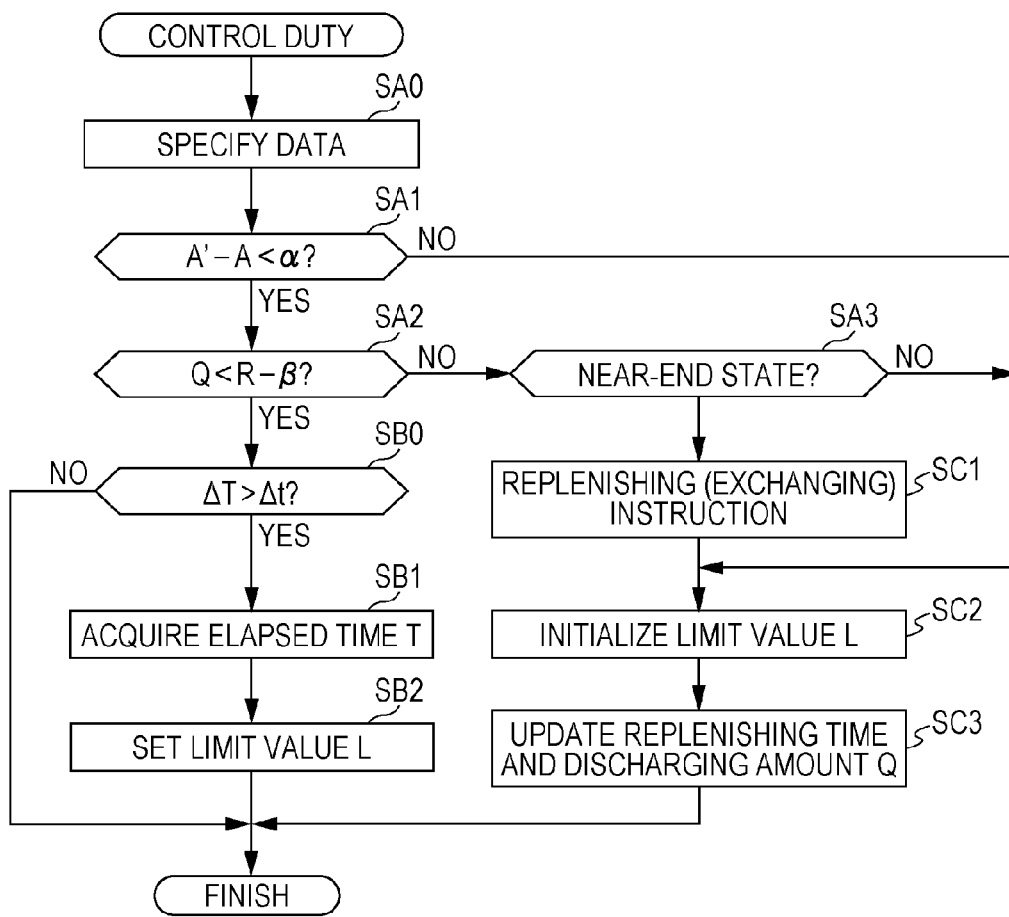 CONTROL DUTY
SA0
SPECIFY DATA
SA1
A'−A<α?
NO
YES
SA2
Q<R−β?
NO
YES
SA3
NEAR-END STATE?
NO
SB0
NO
ΔT>Δt?
YES
SC1
REPLENISHING (EXCHANGING)
INSTRUCTION
SB1
ACQUIRE ELAPSED TIME T
SC2
INITIALIZE LIMIT VALUE L
SB2
SET LIMIT VALUE L
SC3
UPDATE REPLENISHING TIME
AND DISCHARGING AMOUNT Q
FINISH